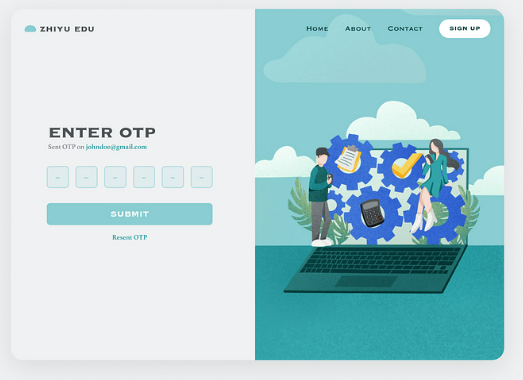 ZHIYU EDU
HOME ABOUT CONTACT SIGN UP
ENTER OTP
Sent OTP on johndoe@gmail.com
– – – – – –
SUBMIT
Resent OTP